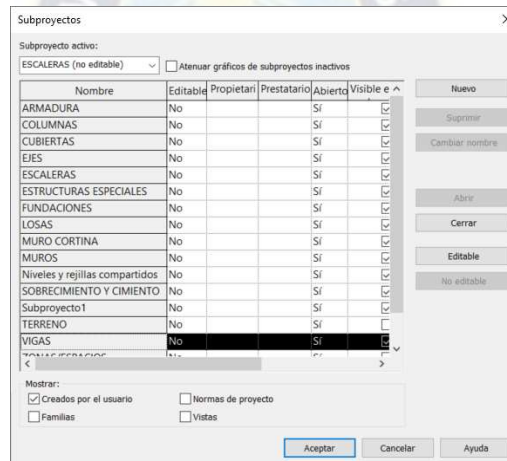 Subproyectos
Subproyecto activo:
ESCALERAS (no editable) Atenuar gráficos de subproyectos inactivos
Nombre Editable Propietari Prestatario Abierto Visible e
ARMADURA No Sí
COLUMNAS No Sí
CUBIERTAS No Sí
EJES No Sí
ESCALERAS No Sí
ESTRUCTURAS ESPECIALES No Sí
FUNDACIONES No Sí
LOSAS No Sí
MURO CORTINA No Sí
MUROS No Sí
Niveles y rejillas compartidos No Sí
SOBRECIMIENTO Y CIMIENTO No Sí
Subproyecto1 No Sí
TERRENO No Sí
VIGAS No Sí
Nuevo
Suprimir
Cambiar nombre
Abrir
Cerrar
Editable
No editable
Mostrar:
Creados por el usuario Normas de proyecto
Familias Vistas
Aceptar Cancelar Ayuda